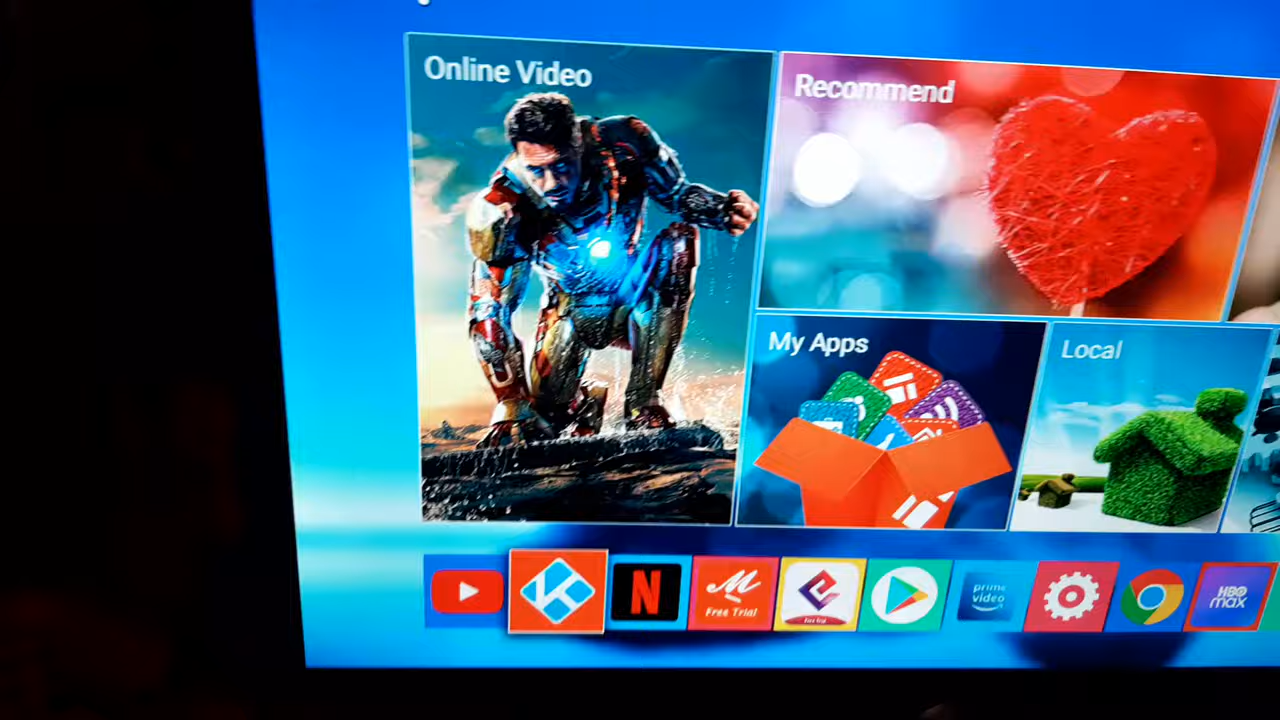 Online Video
Recommend
My Apps
Local
N
M
Free Trial
prime
video
HBO
max